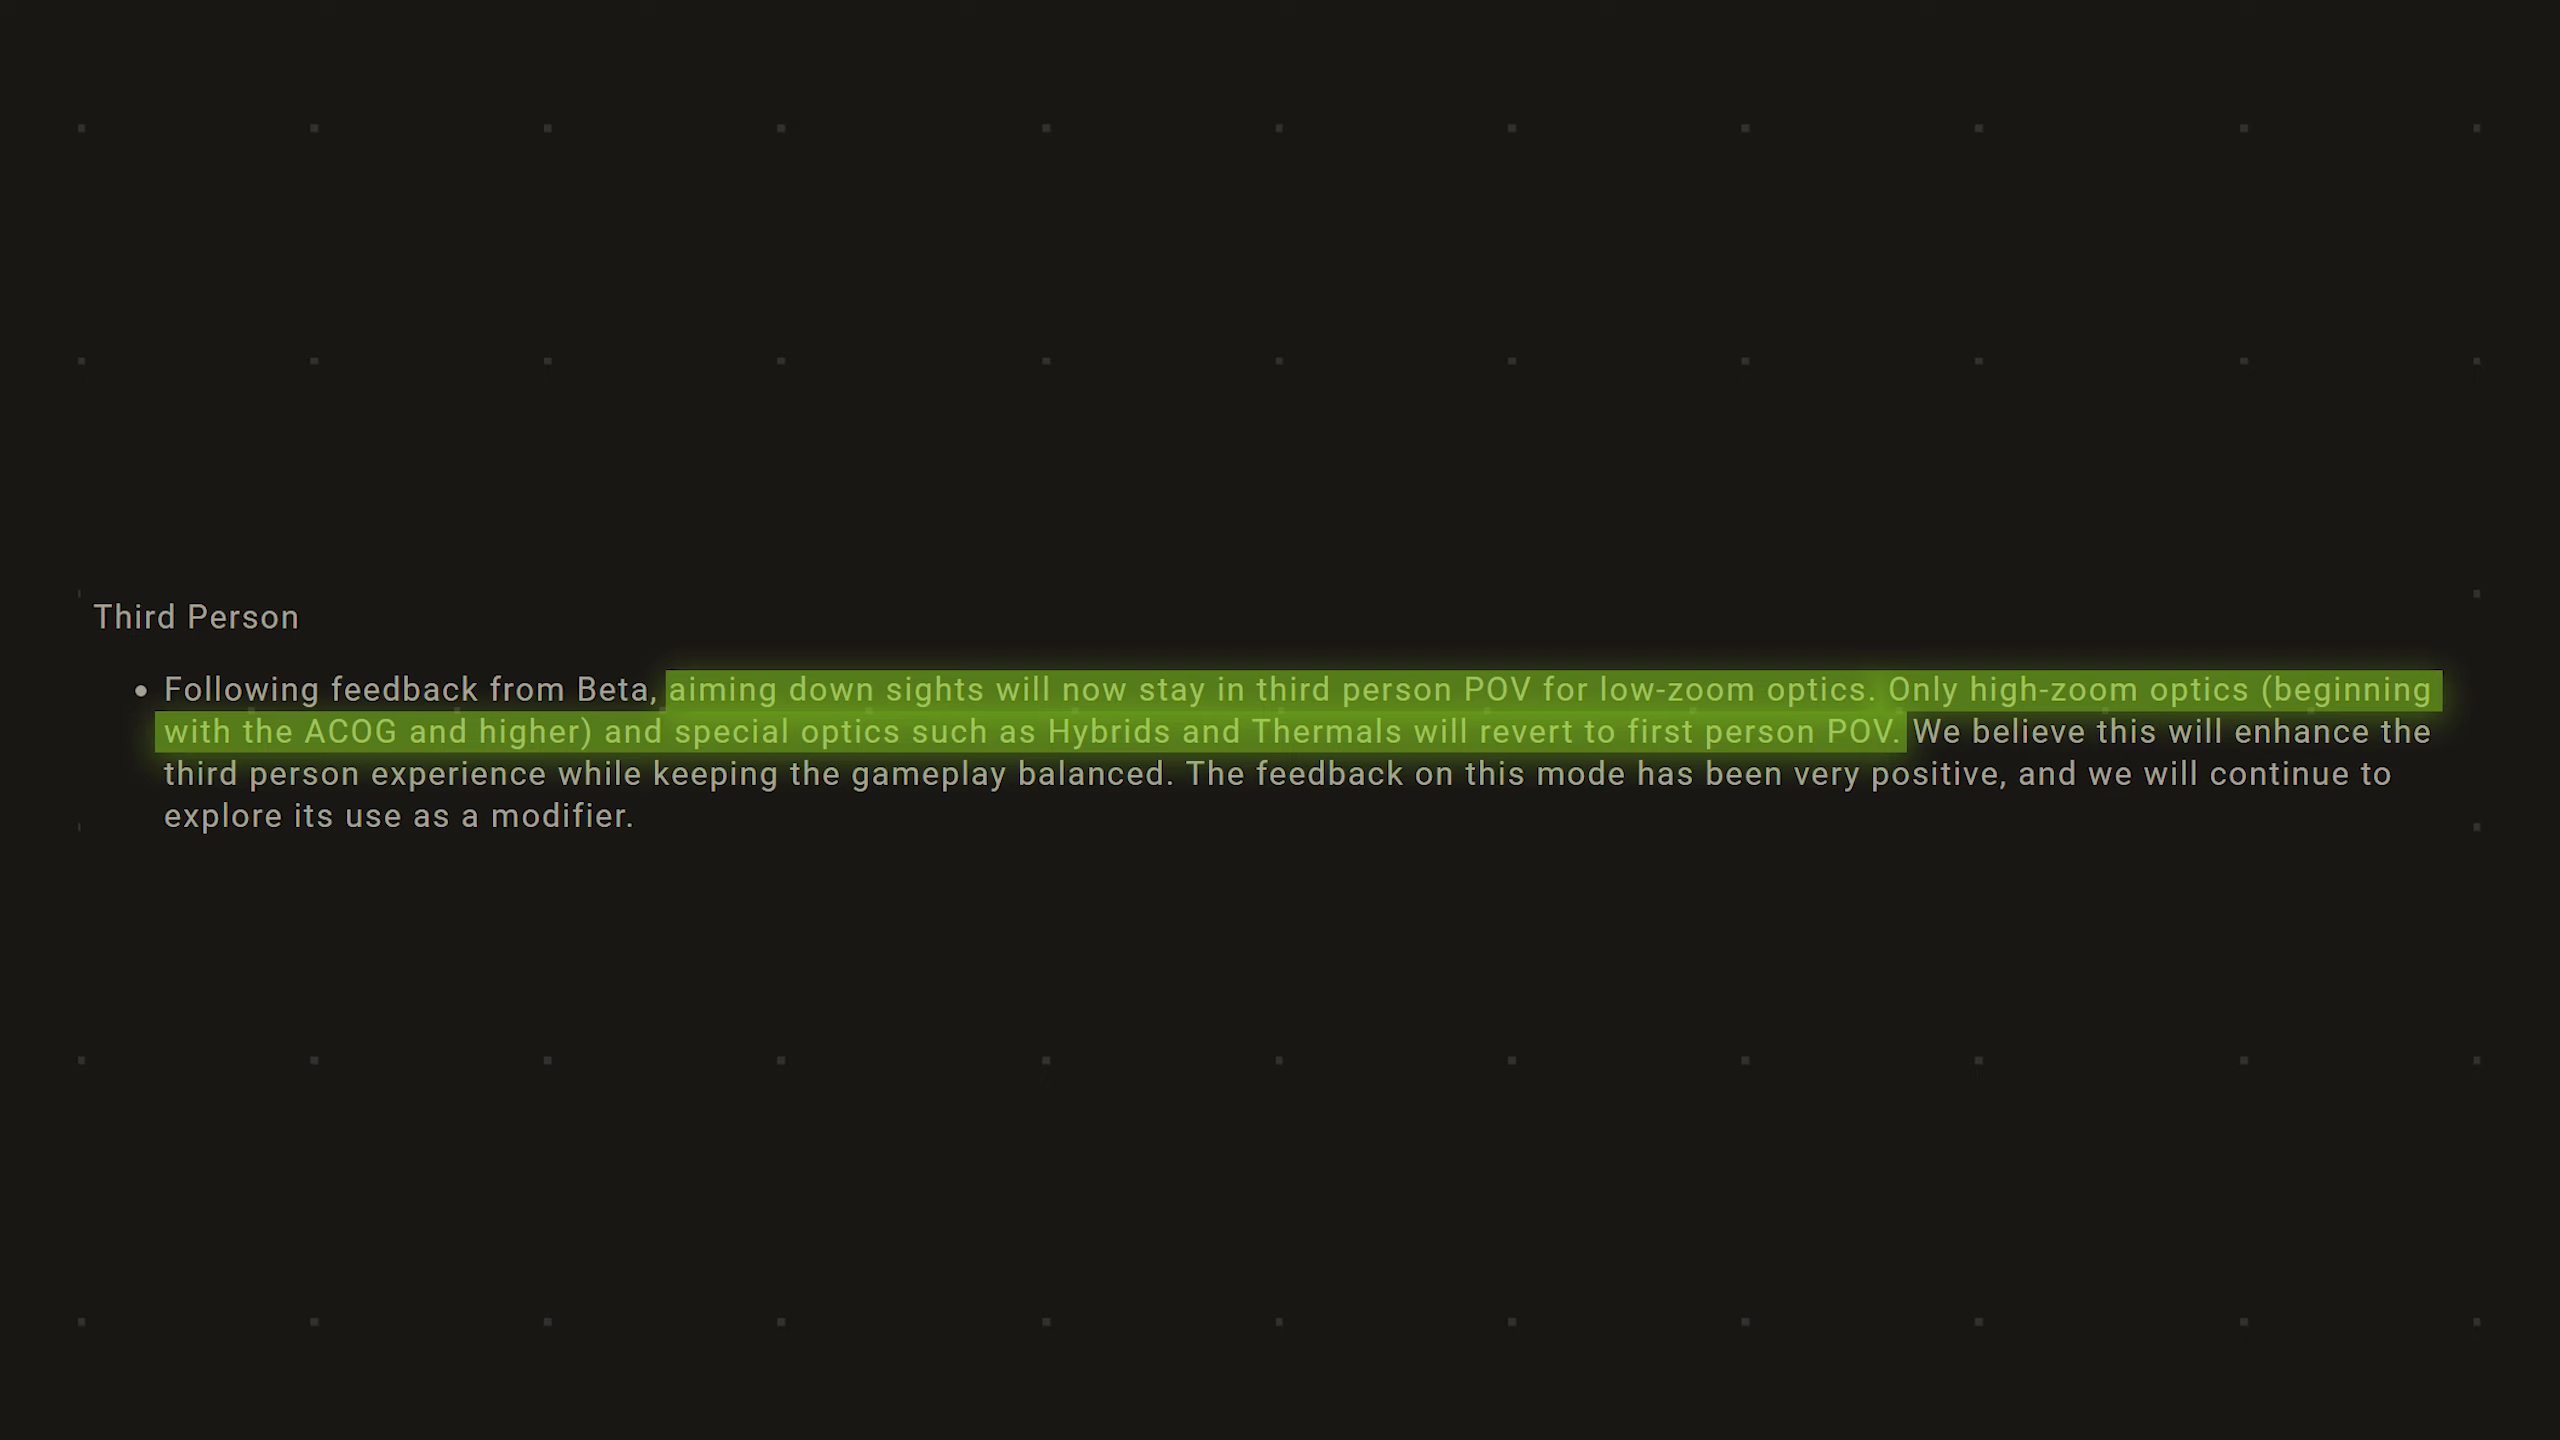 Third Person
• Following feedback from Beta, aiming down sights will now stay in third person POV for low-zoom optics. Only high-zoom optics (beginning
with the ACOG and higher) and special optics such as Hybrids and Thermals will revert to first person POV. We believe this will enhance the
third person experience while keeping the gameplay balanced. The feedback on this mode has been very positive, and we will continue to
explore its use as a modifier.